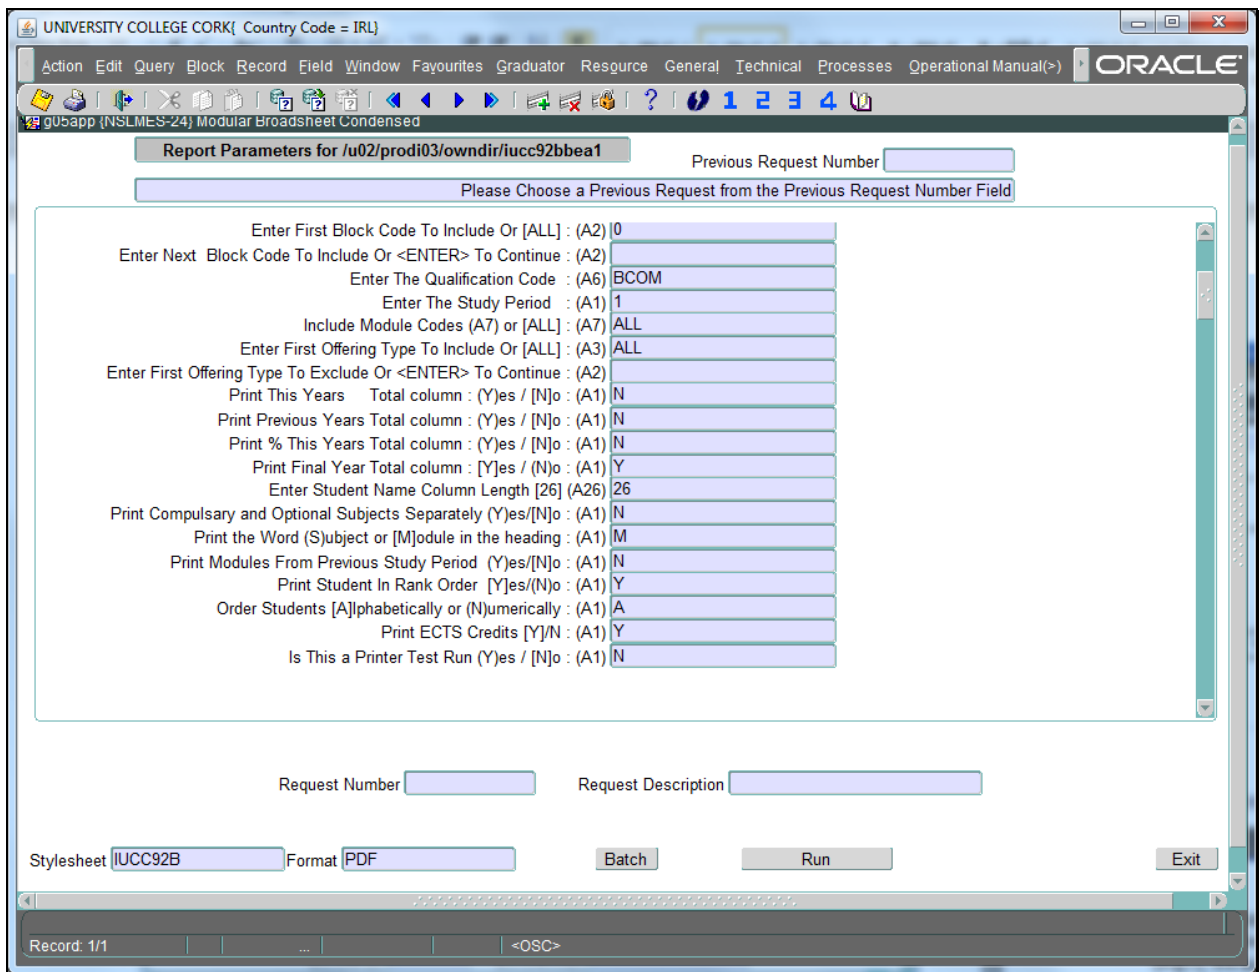 UNIVERSITY COLLEGE CORK{ Country Code = IRL}
Action Edit Query Block Record Field Window Favourites Graduator Resource General Technical Processes Operational Manual(>) ORACLE
1 2 3 4
g05app {NSLMES-24} Modular Broadsheet Condensed
Report Parameters for /u02/prodi03/owndir/iucc92bbea1
Previous Request Number
Please Choose a Previous Request from the Previous Request Number Field
Enter First Block Code To Include Or [ALL] : (A2) 0
Enter Next Block Code To Include Or <ENTER> To Continue : (A2)
Enter The Qualification Code : (A6) BCOM
Enter The Study Period : (A1) 1
Include Module Codes (A7) or [ALL] : (A7) ALL
Enter First Offering Type To Include Or [ALL] : (A3) ALL
Enter First Offering Type To Exclude Or <ENTER> To Continue : (A2)
Print This Years Total column : (Y)es / [N]o : (A1) N
Print Previous Years Total column : (Y)es / [N]o : (A1) N
Print % This Years Total column : (Y)es / [N]o : (A1) N
Print Final Year Total column : [Y]es / (N)o : (A1) Y
Enter Student Name Column Length [26] (A26) 26
Print Compulsary and Optional Subjects Separately (Y)es/[N]o : (A1) N
Print the Word (S)ubject or [M]odule in the heading : (A1) M
Print Modules From Previous Study Period (Y)es/[N]o : (A1) N
Print Student In Rank Order [Y]es/(N)o : (A1) Y
Order Students [A]lphabetically or (N)umerically : (A1) A
Print ECTS Credits [Y]/N : (A1) Y
Is This a Printer Test Run (Y)es / [N]o : (A1) N
Request Number Request Description
Stylesheet IUCC92B Format PDF Batch Run Exit
Record: 1/1 ... <OSC>